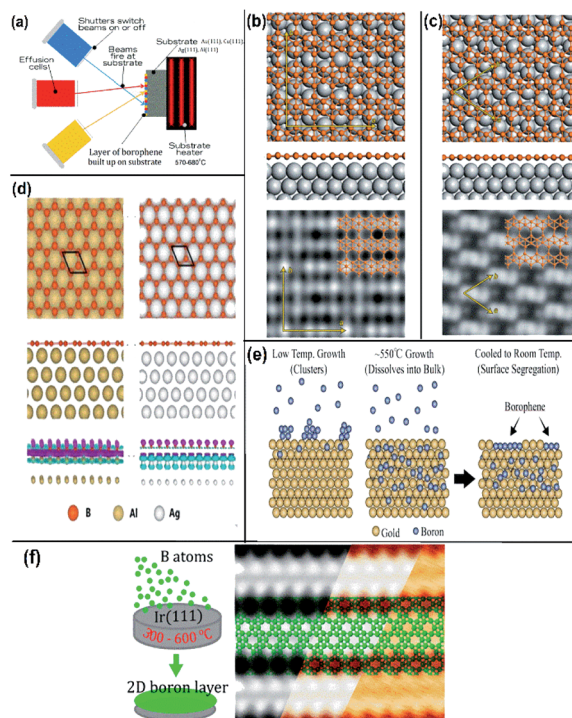 (a)
Shutters switch
beams on or off
Beams
fire at
substrate
Effusion
cells
Substrate Au(111), Cu(111),
Ag(111), Al(111)
Layer of borophene
built up on substrate
Substrate
heater
570-680°C
(b)
(c)
b
a
(d)
B Al Ag
(e)
Low Temp. Growth
(Clusters)
~550°C Growth
(Dissolves into Bulk)
Cooled to Room Temp.
(Surface Segregation)
Borophene
Gold Boron
(f)
B atoms
Ir(111)
300 - 600 °C
2D boron layer